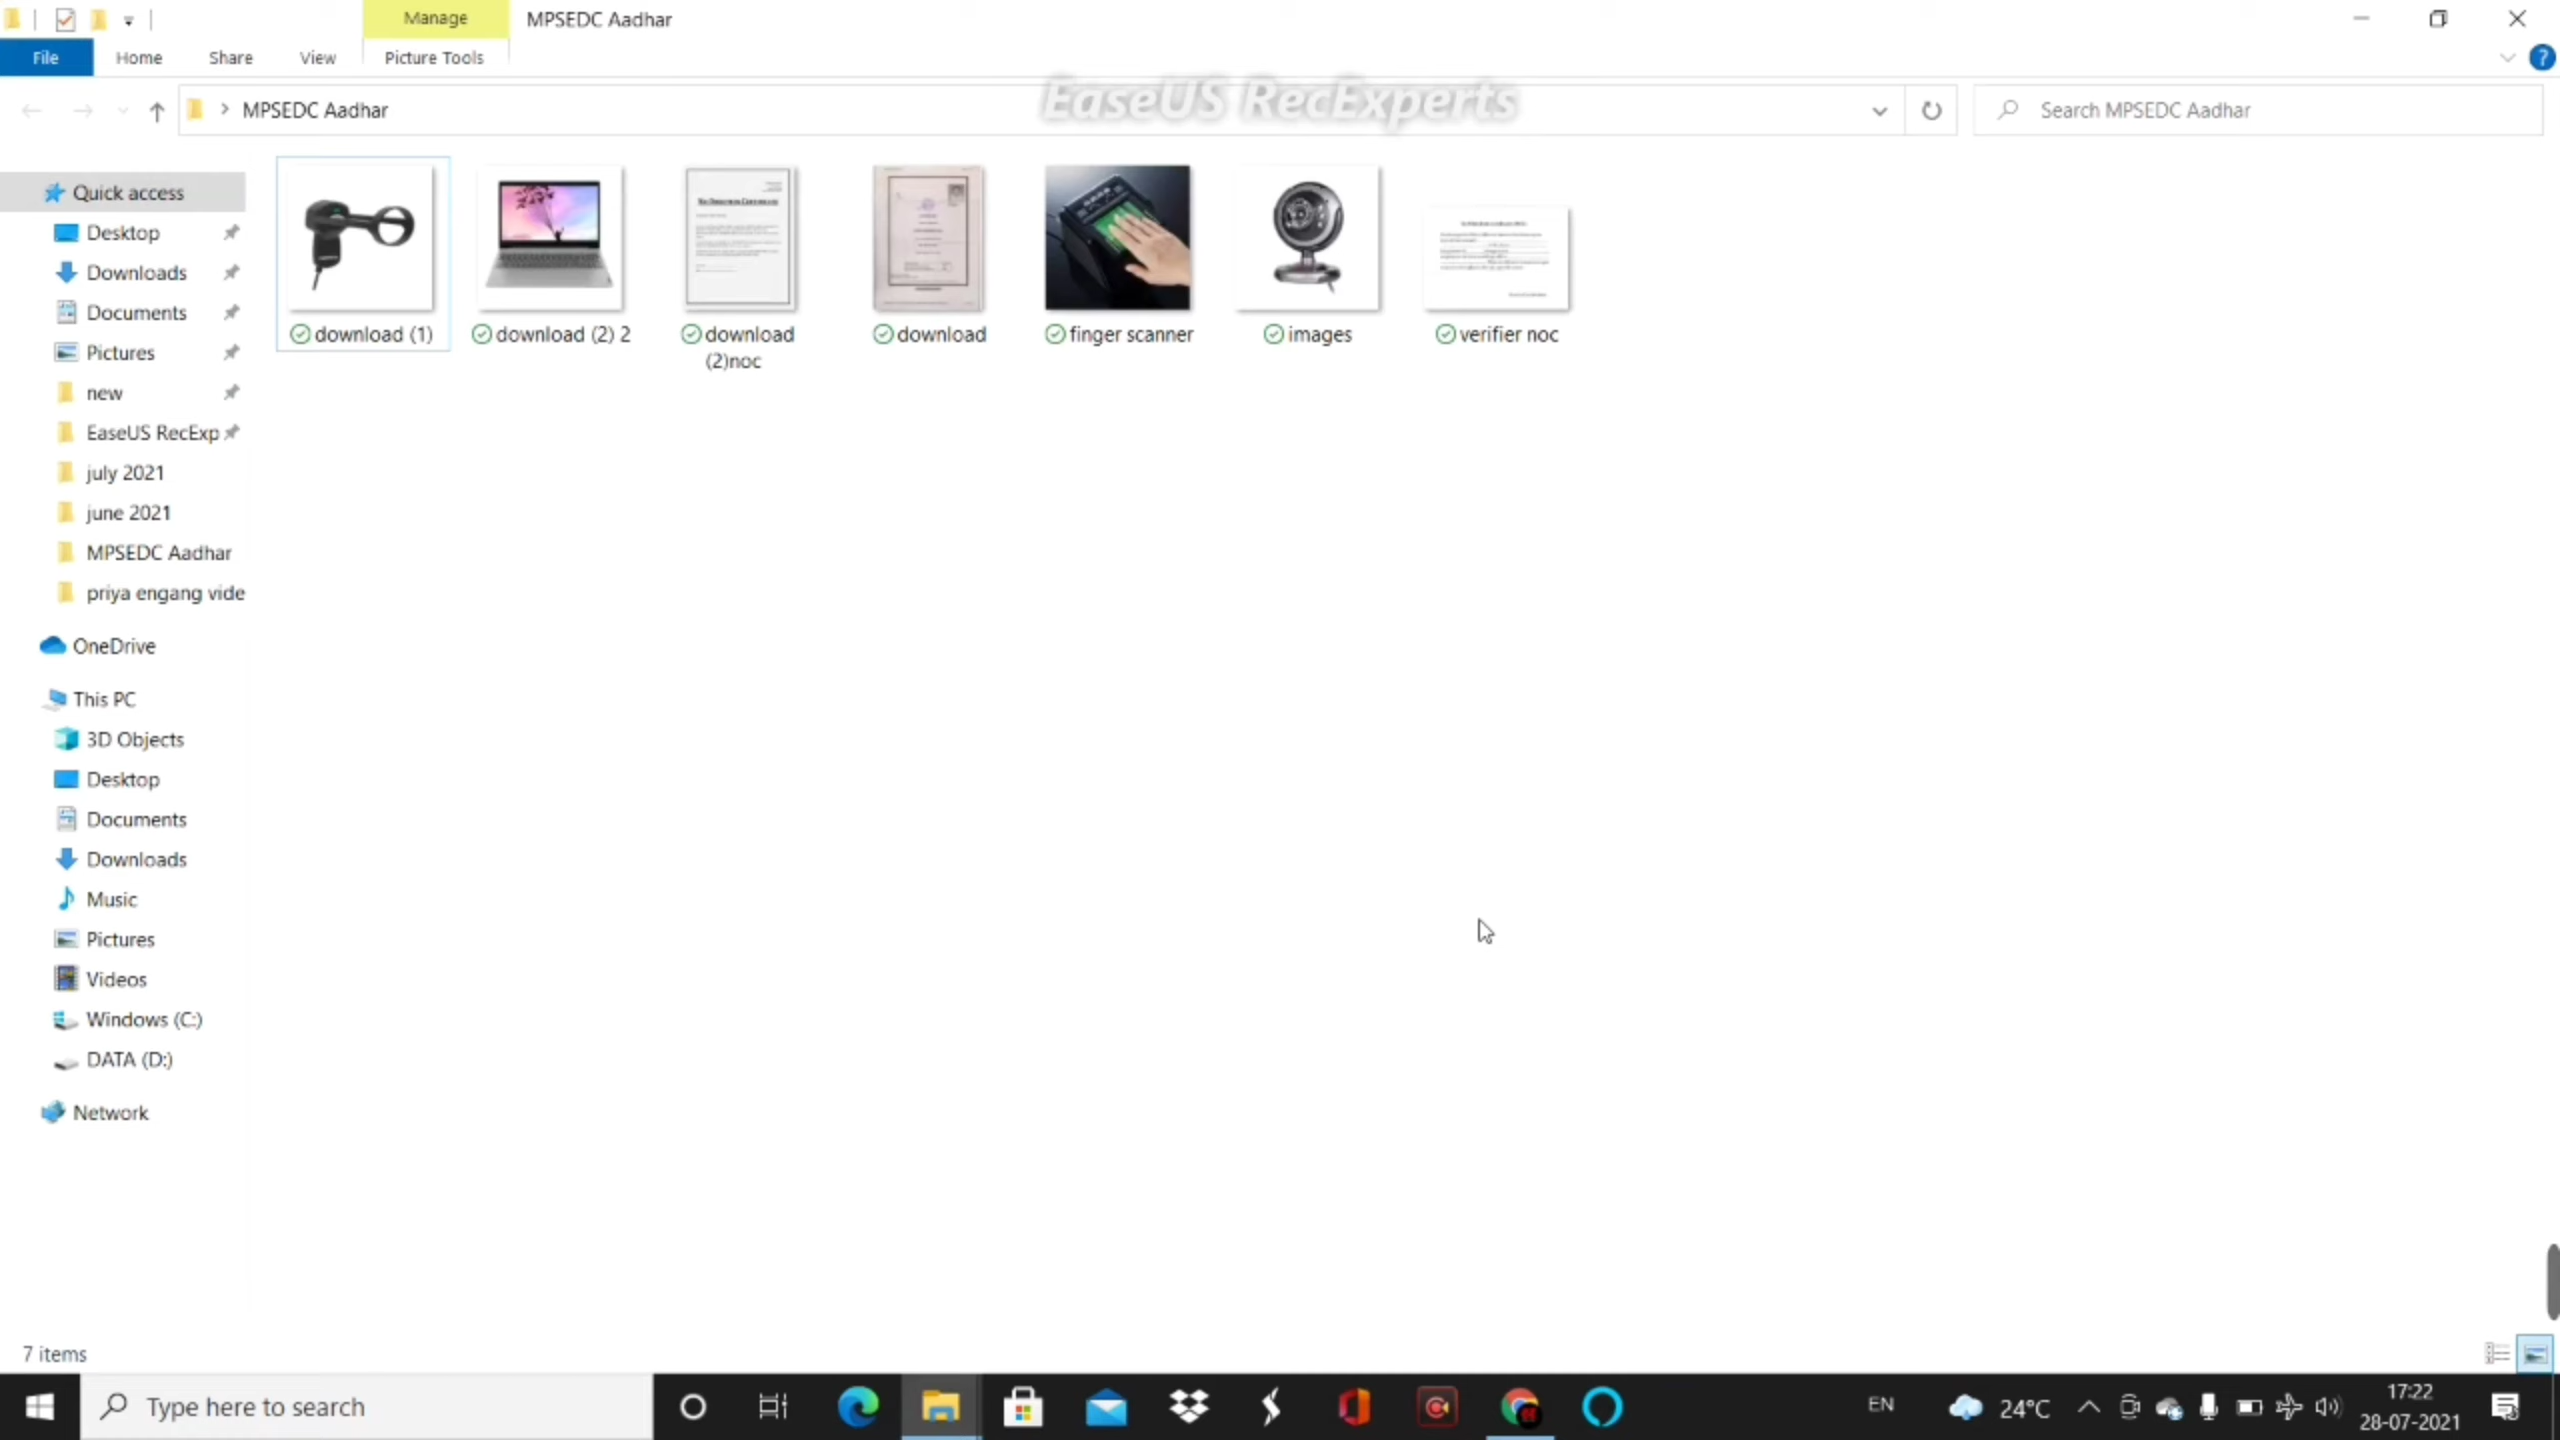 Manage
MPSEDC Aadhar
File
Home
Share
View
Picture Tools
EaseUS RecExperts
MPSEDC Aadhar
Search MPSEDC Aadhar
Quick access
Desktop
Downloads
Documents
Pictures
new
EaseUS RecExp
july 2021
june 2021
MPSEDC Aadhar
priya engang vide
OneDrive
This PC
3D Objects
Desktop
Documents
Downloads
Music
Pictures
Videos
Windows (C:)
DATA (D:)
Network
download (1)
download (2) 2
download
(2)noc
download
finger scanner
images
verifier noc
7 items
Type here to search
EN
24°C
17:22
28-07-2021